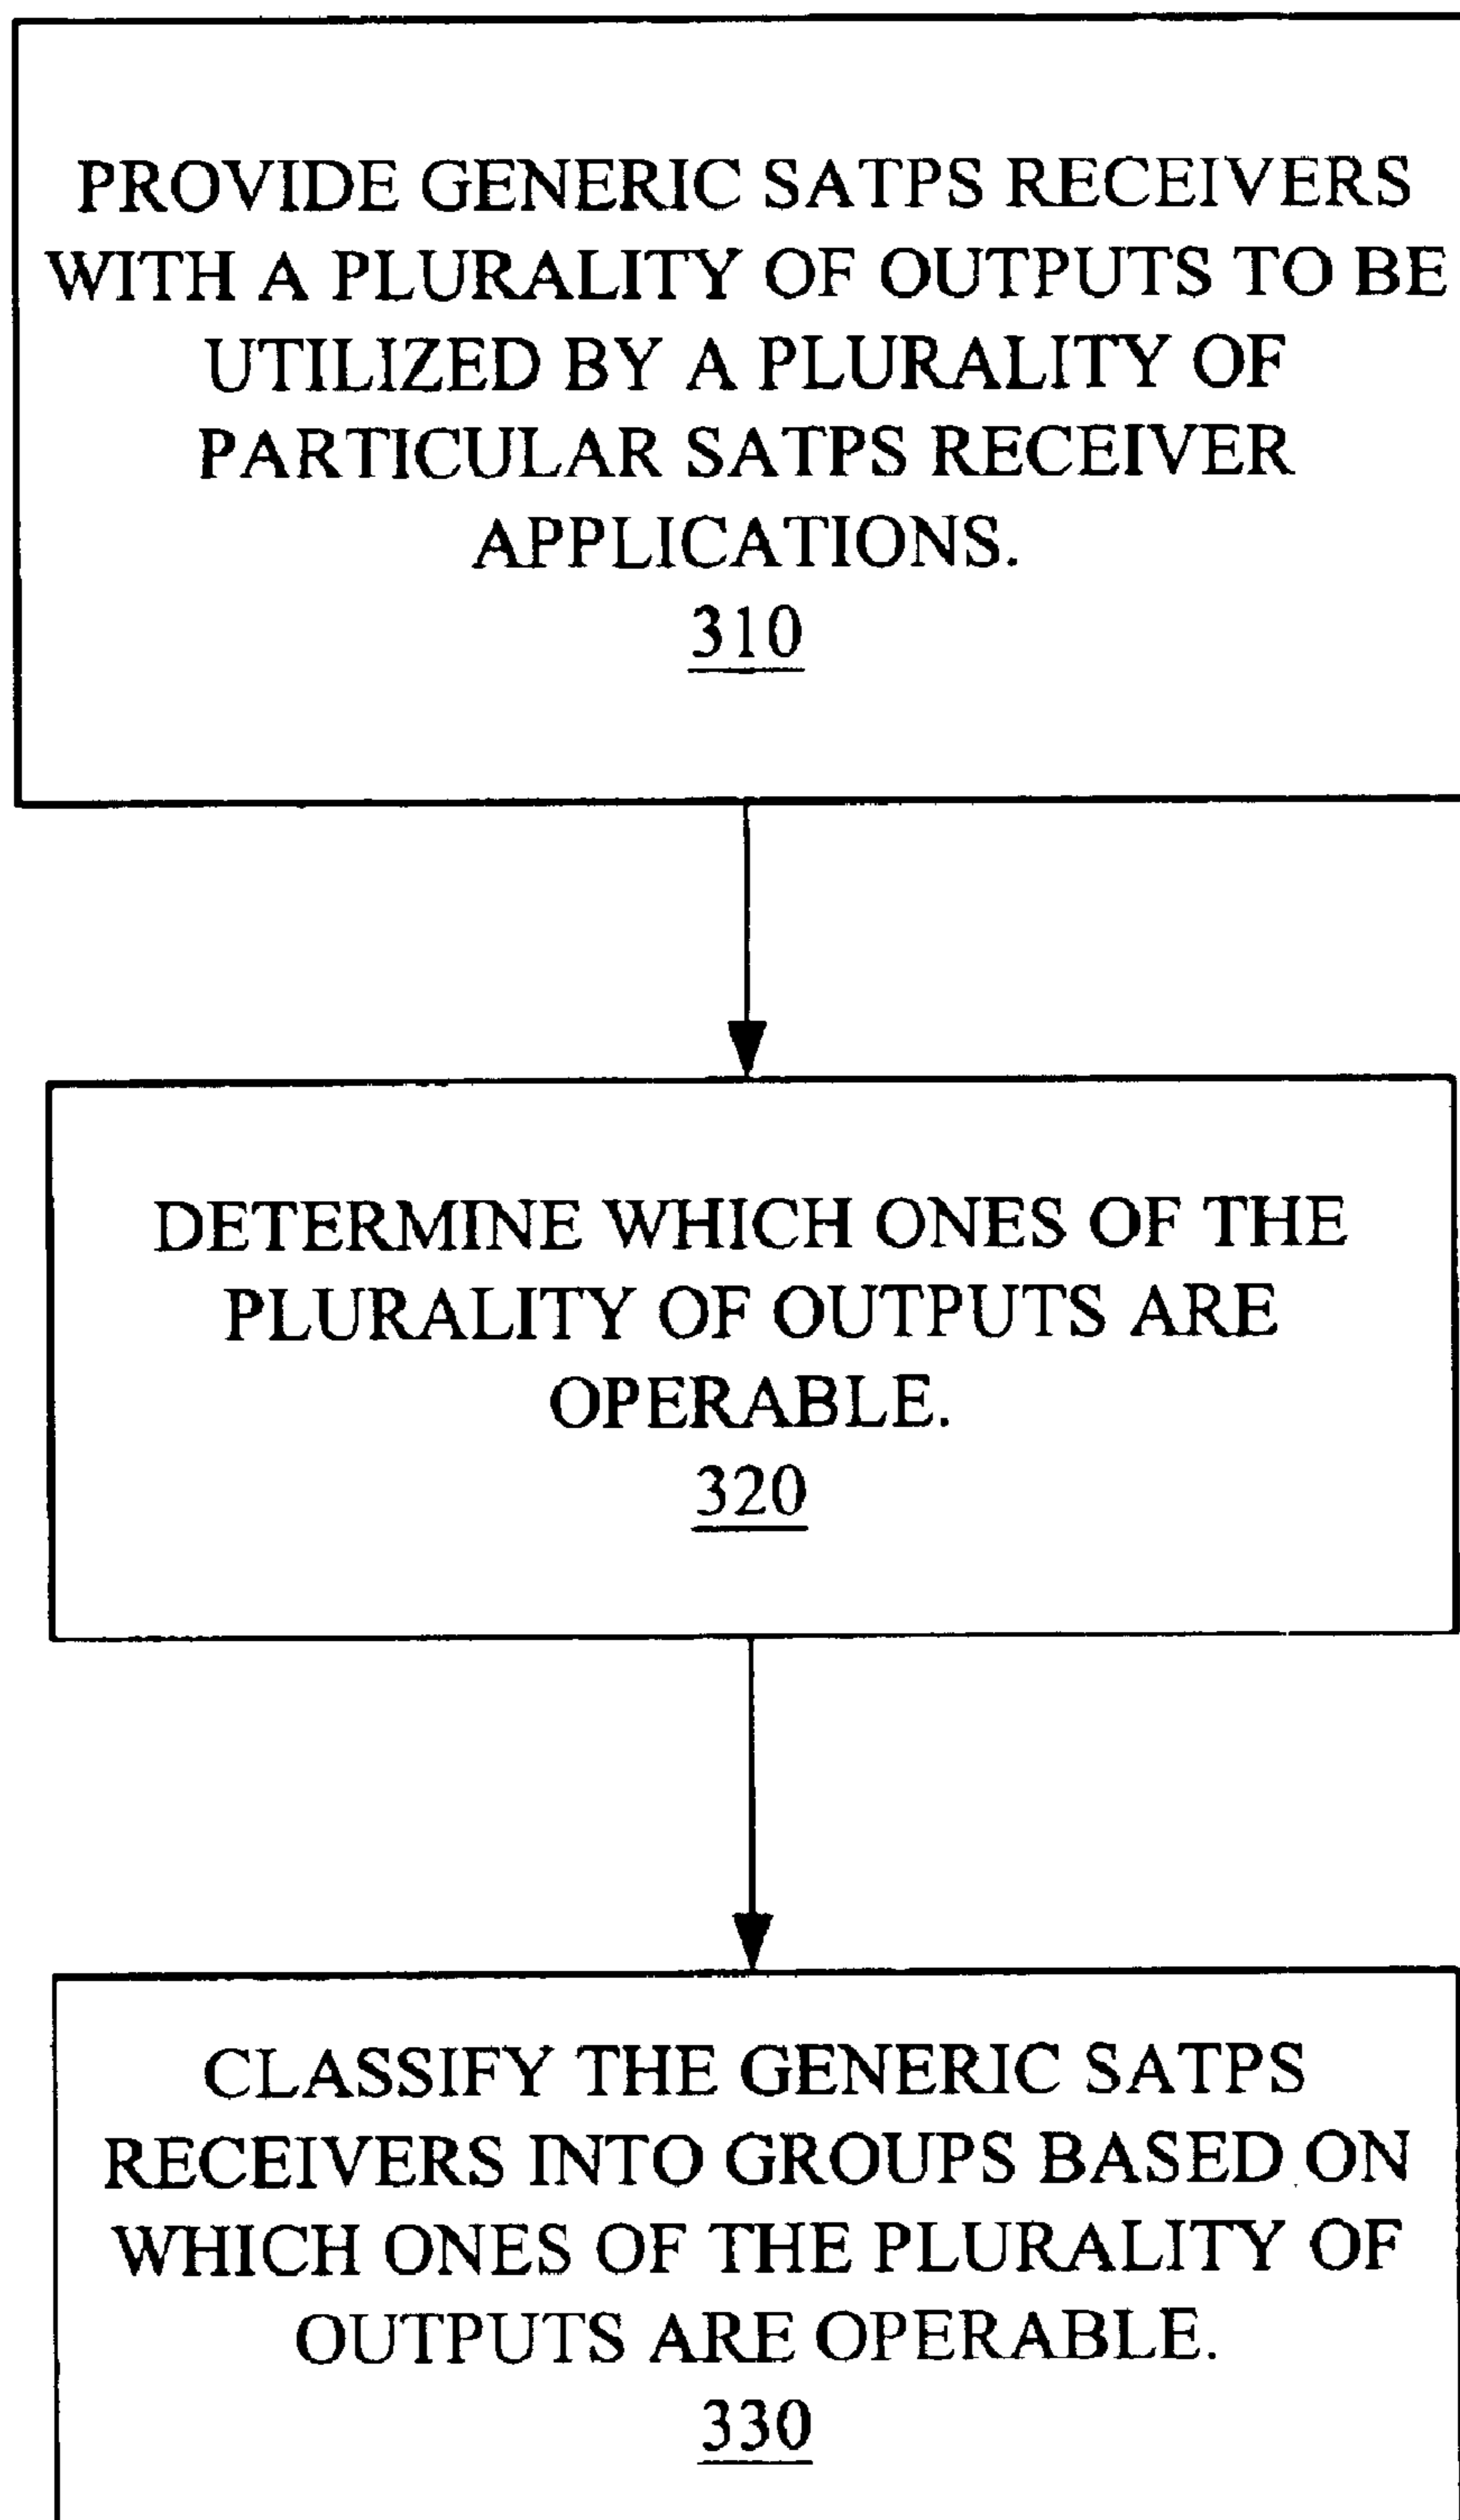 PROVIDE GENERIC SATPS RECEIVERS
WITH A PLURALITY OF OUTPUTS TO BE
UTILIZED BY A PLURALITY OF
PARTICULAR SATPS RECEIVER
APPLICATIONS.
310
DETERMINE WHICH ONES OF THE
PLURALITY OF OUTPUTS ARE
OPERABLE.
320
CLASSIFY THE GENERIC SATPS
RECEIVERS INTO GROUPS BASED ON
WHICH ONES OF THE PLURALITY OF
OUTPUTS ARE OPERABLE.
330